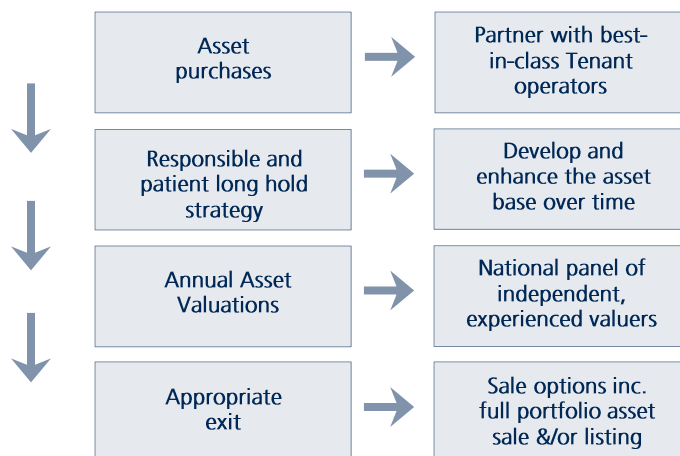 Asset
purchases
Partner with best-
in-class Tenant
operators
Responsible and
patient long hold
strategy
Develop and
enhance the asset
base over time
Annual Asset
Valuations
National panel of
independent,
experienced valuers
Appropriate
exit
Sale options inc.
full portfolio asset
sale &/or listing